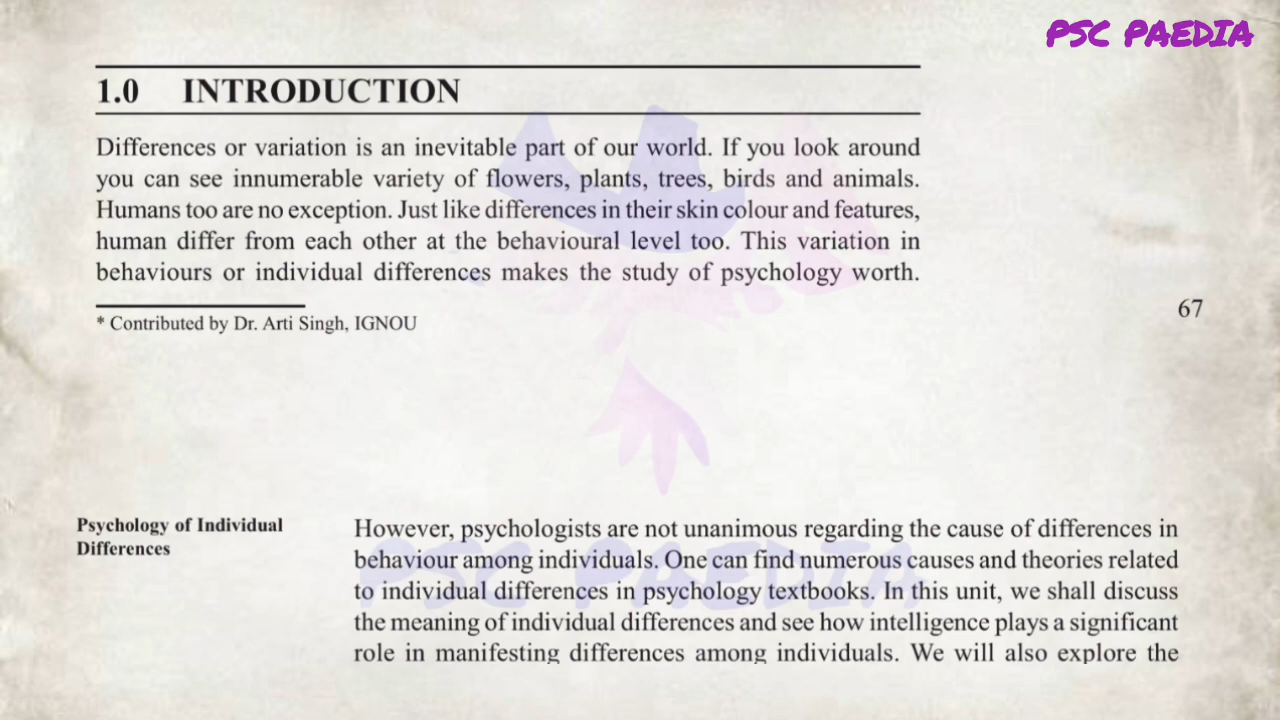 PSC PAEDIA
1.0 INTRODUCTION
Differences or variation is an inevitable part of our world. If you look around
you can see innumerable variety of flowers, plants, trees, birds and animals.
Humans too are no exception. Just like differences in their skin colour and features,
human differ from each other at the behavioural level too. This variation in
behaviours or individual differences makes the study of psychology worth.
* Contributed by Dr. Arti Singh, IGNOU
67
Psychology of Individual
Differences
However, psychologists are not unanimous regarding the cause of differences in
behaviour among individuals. One can find numerous causes and theories related
to individual differences in psychology textbooks. In this unit, we shall discuss
the meaning of individual differences and see how intelligence plays a significant
role in manifesting differences among individuals. We will also explore the
PSC PAEDIA